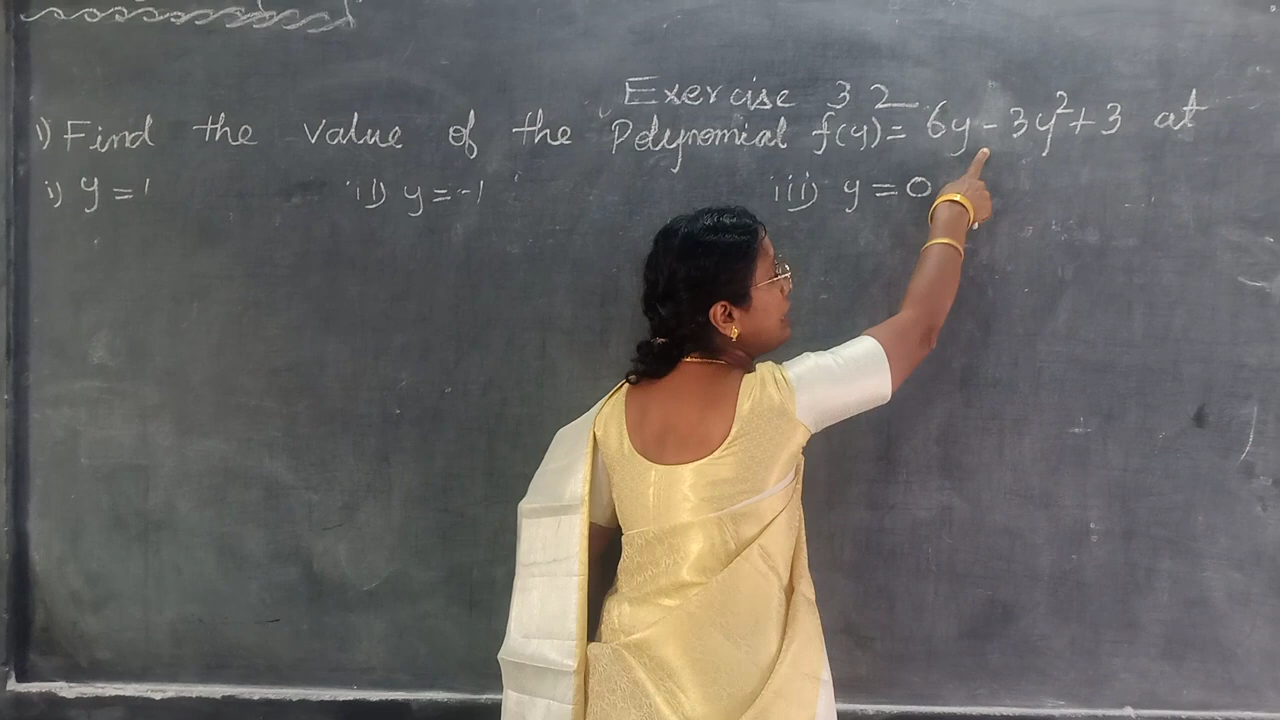 Exercise 3 2
1) Find the value of the Polynomial f(y) = 6y - 3y²+3 at
i) y = 1 ii) y = -1 iii) y = 0